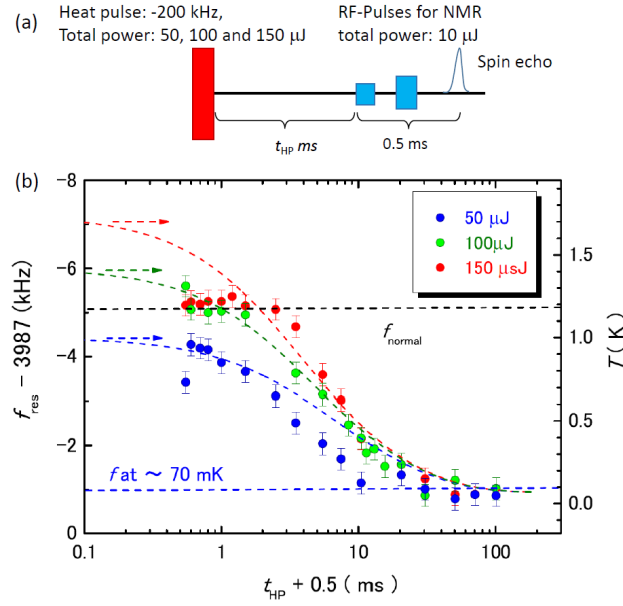 (a)
Heat pulse: -200 kHz,
Total power: 50, 100 and 150 μJ
RF-Pulses for NMR
total power: 10 μJ
Spin echo
tHP ms
0.5 ms
(b)
-8
-6
-4
-2
0
fres − 3987 (kHz)
50 μJ
100μJ
150 μsJ
fnormal
f at ~ 70 mK
1.5
1.0
0.5
0.0
T(K)
0.1
1
10
100
tHP + 0.5 ( ms )